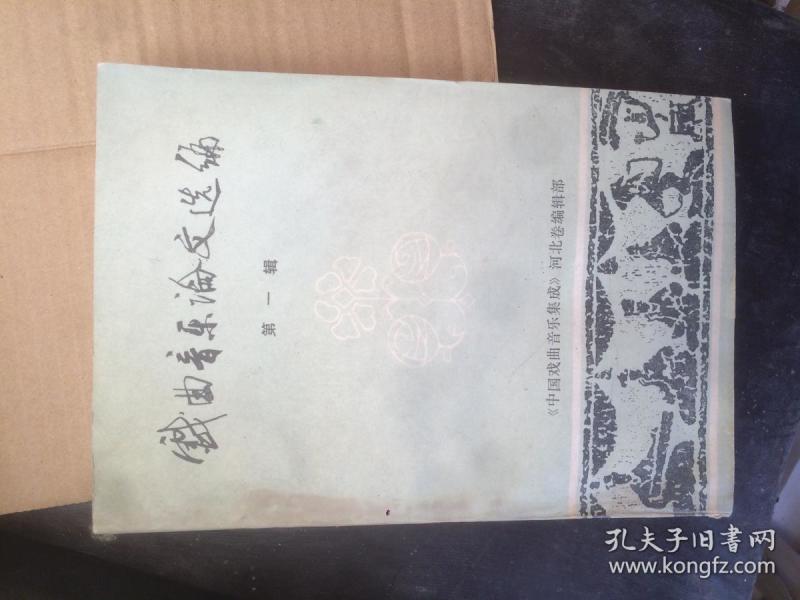 戲曲音乐论文选编
第一辑
《中国戏曲音乐集成》河北卷编辑部
孔夫子旧书网
www.kongfz.com